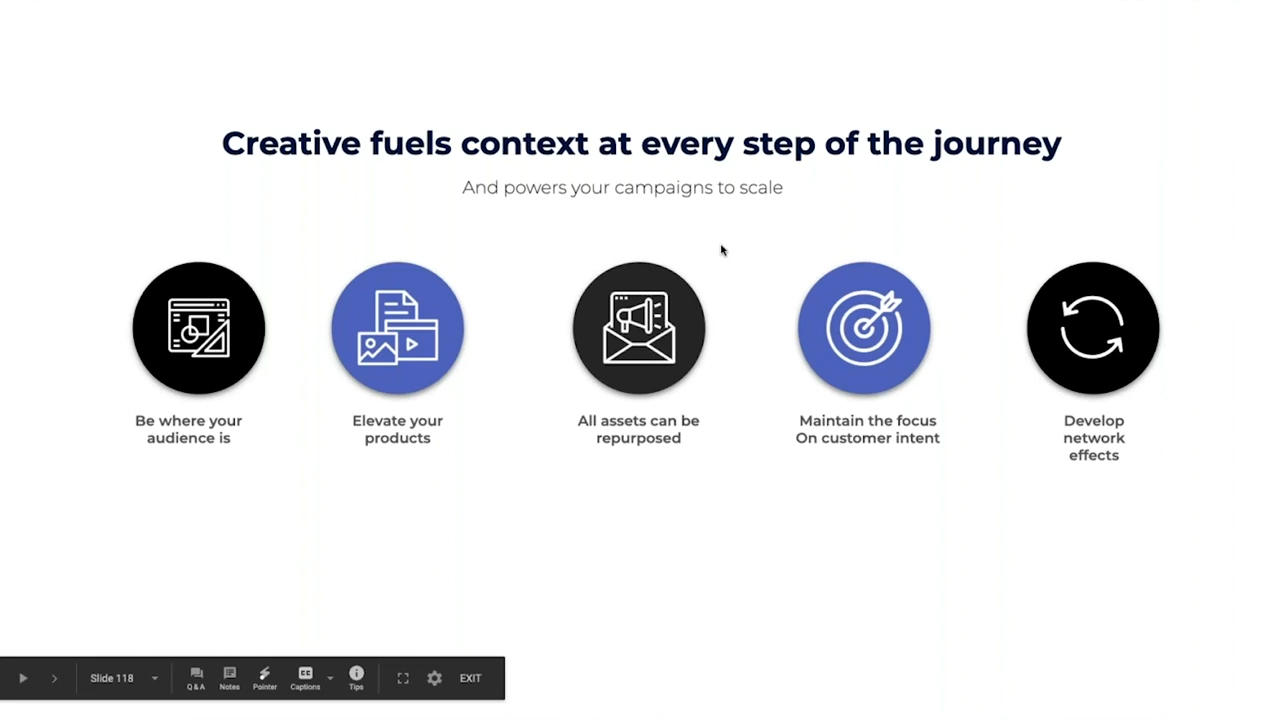 Creative fuels context at every step of the journey
And powers your campaigns to scale
Be where your
audience is
Elevate your
products
All assets can be
repurposed
Maintain the focus
On customer intent
Develop
network
effects
Slide 118
Q & A
Notes
Pointer
CC
Captions
Tips
EXIT